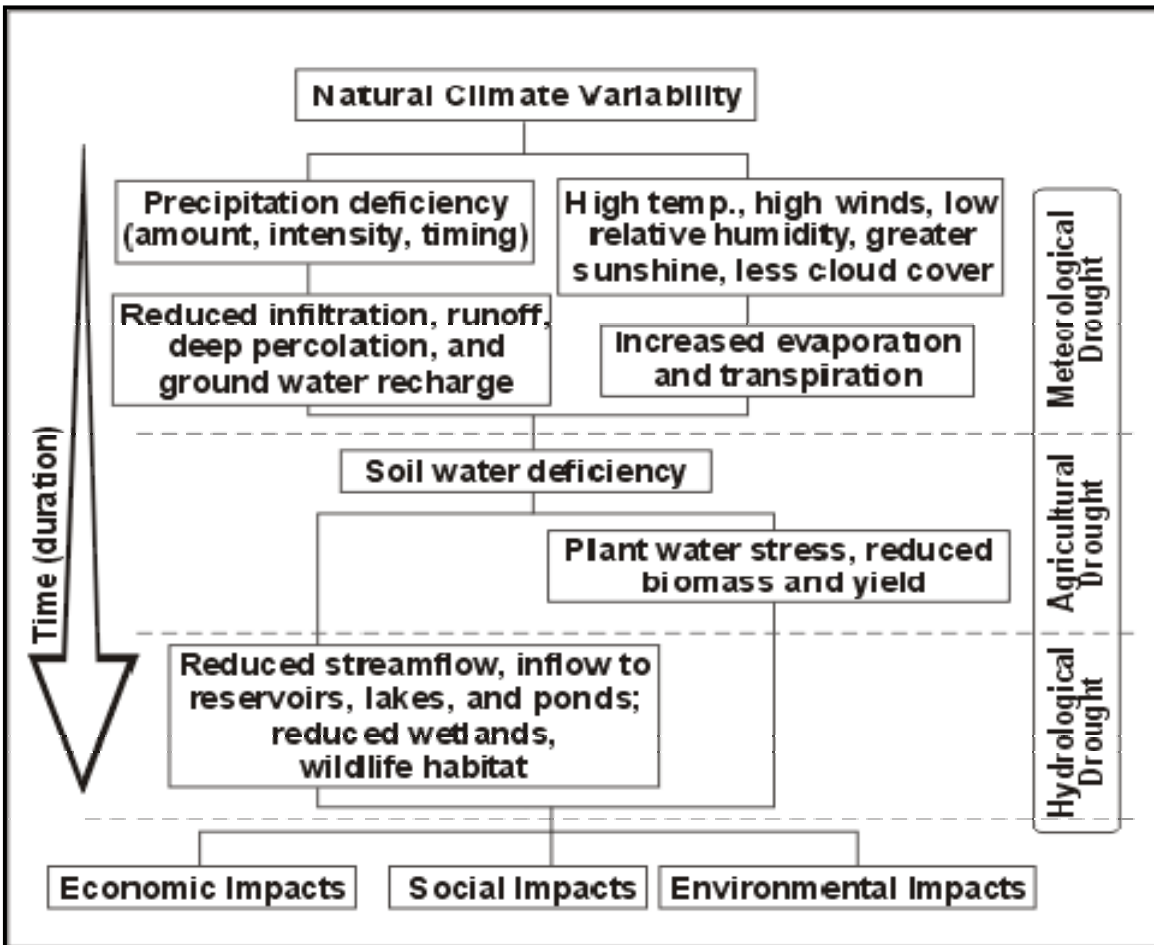 Natural Climate Variability
Precipitation deficiency
(amount, intensity, timing)
High temp., high winds, low
relative humidity, greater
sunshine, less cloud cover
Reduced infiltration, runoff,
deep percolation, and
ground water recharge
Increased evaporation
and transpiration
Meteorological
Drought
Soil water deficiency
Plant water stress, reduced
biomass and yield
Agricultural
Drought
Time (duration)
Reduced streamflow, inflow to
reservoirs, lakes, and ponds;
reduced wetlands,
wildlife habitat
Hydrological
Drought
Economic Impacts
Social Impacts
Environmental Impacts